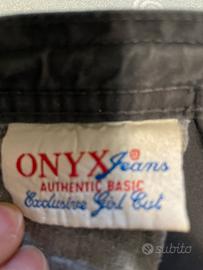 ONYX Jeans ®
AUTHENTIC BASIC
Exclusive Girl Cut
subito